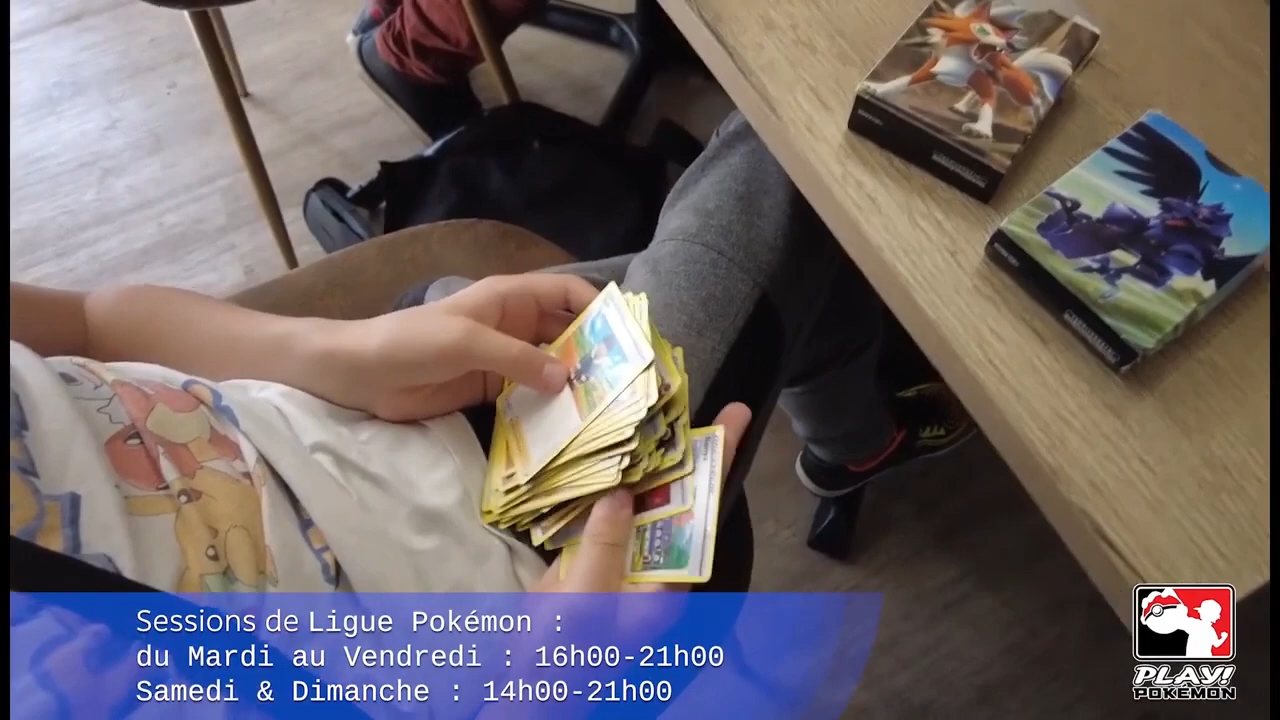 Sessions de Ligue Pokémon :
du Mardi au Vendredi : 16h00-21h00
Samedi & Dimanche : 14h00-21h00
PLAY!
POKÉMON